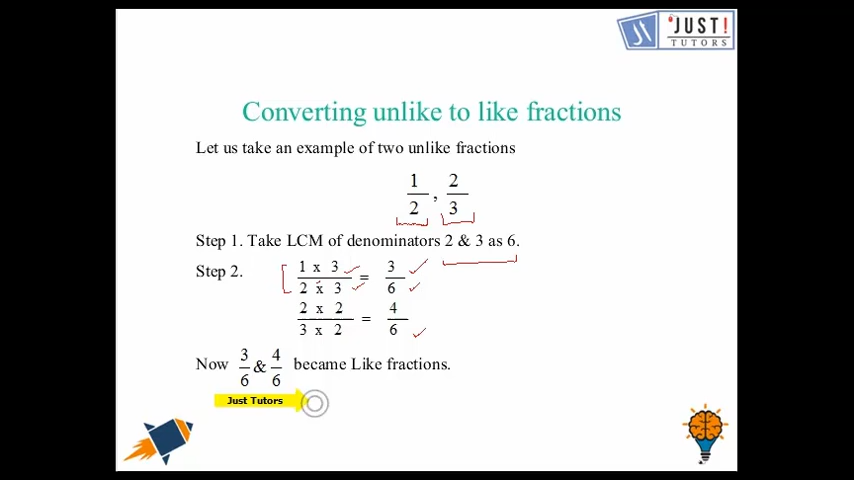 JUST!
TUTORS
Converting unlike to like fractions
Let us take an example of two unlike fractions
1/2 , 2/3
Step 1. Take LCM of denominators 2 & 3 as 6.
Step 2. (1 x 3)/(2 x 3) = 3/6
(2 x 2)/(3 x 2) = 4/6
Now 3/6 & 4/6 became Like fractions.
Just Tutors